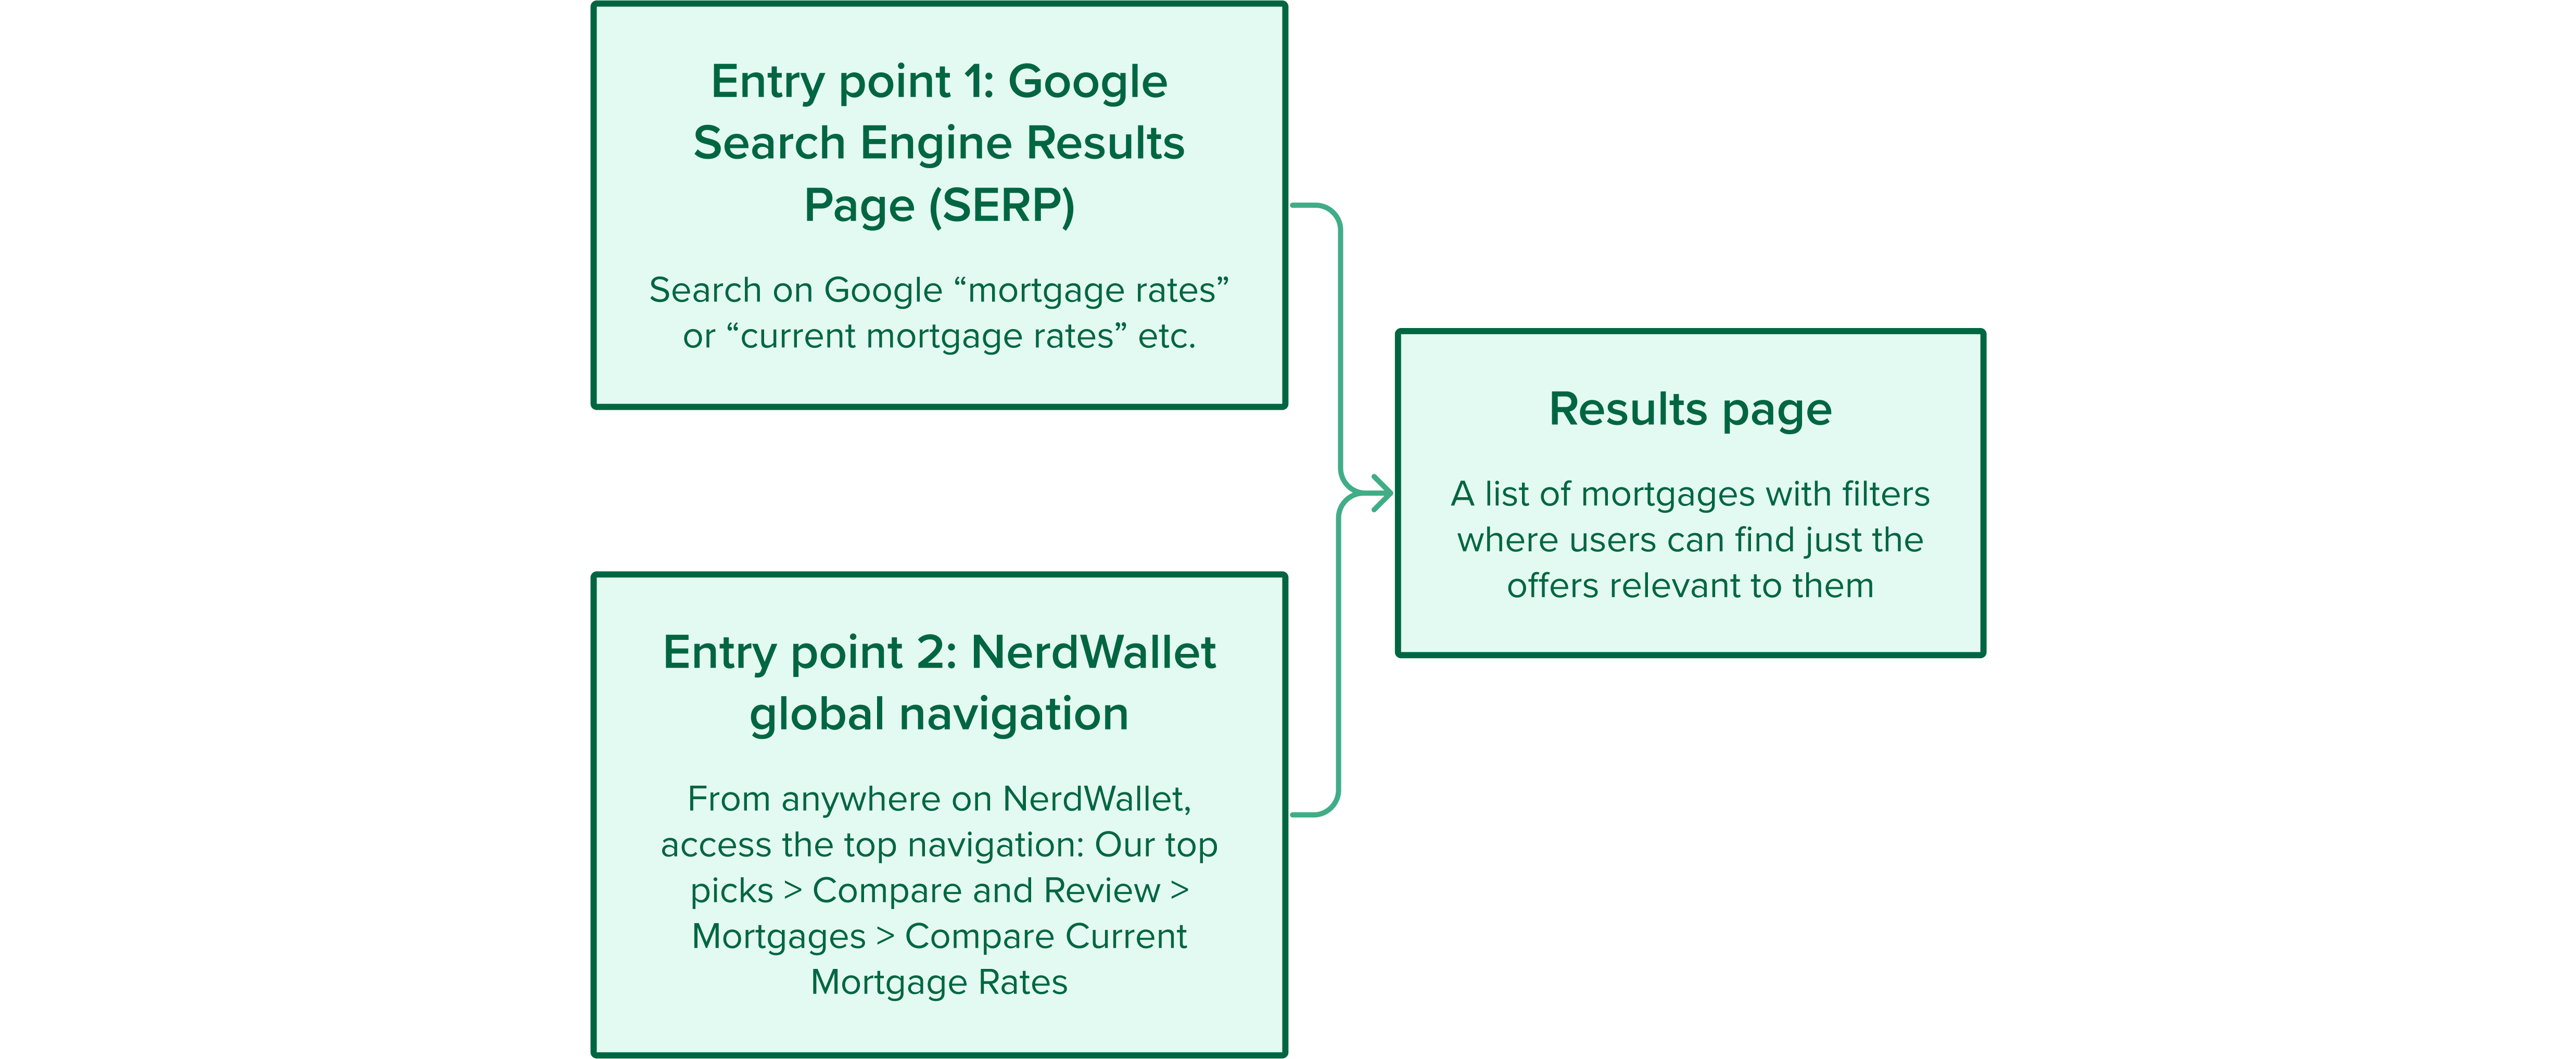 Entry point 1: Google
Search Engine Results
Page (SERP)
Search on Google “mortgage rates”
or “current mortgage rates” etc.
Entry point 2: NerdWallet
global navigation
From anywhere on NerdWallet,
access the top navigation: Our top
picks > Compare and Review >
Mortgages > Compare Current
Mortgage Rates
Results page
A list of mortgages with filters
where users can find just the
offers relevant to them